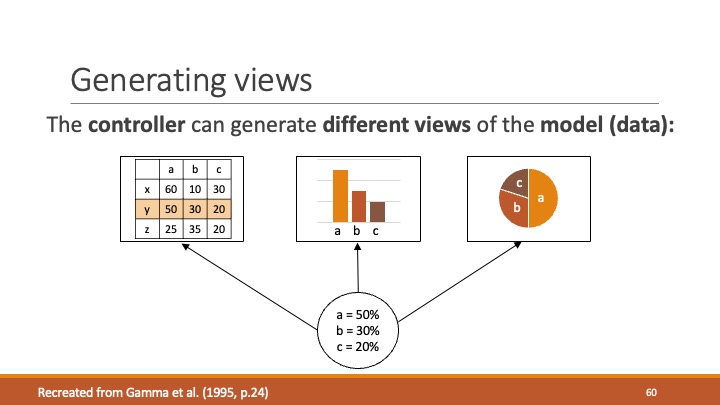 Generating views
The controller can generate different views of the model (data):
a b c
x 60 10 30
y 50 30 20
z 25 35 20
a b c
c
a
b
a = 50%
b = 30%
c = 20%
Recreated from Gamma et al. (1995, p.24)
60